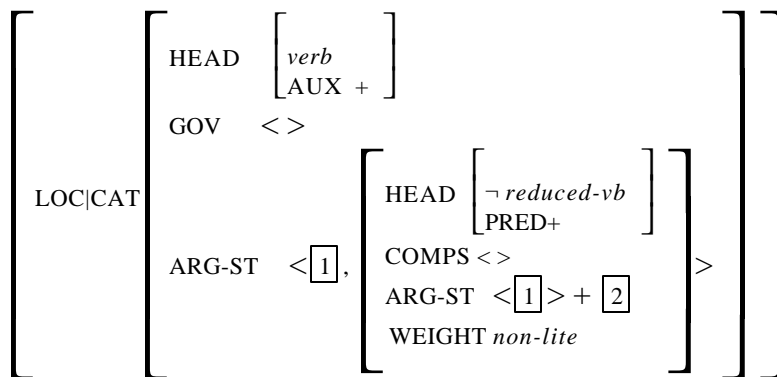 HEAD verb
AUX +
GOV < >
HEAD ¬ reduced-vb
LOC|CAT
PRED+
COMPS < >
ARG-ST < 1 , >
ARG-ST < 1 > + 2
WEIGHT non-lite